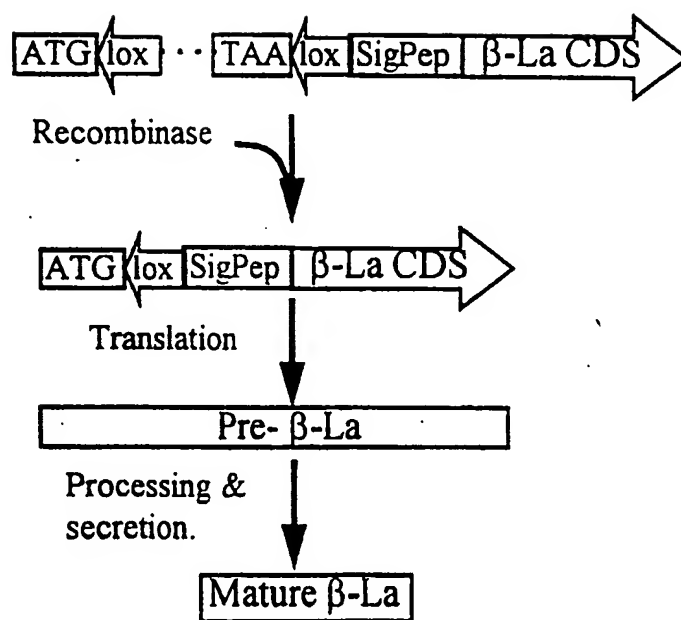 ATG lox ··· TAA lox SigPep β-La CDS
Recombinase
ATG lox SigPep β-La CDS
Translation
Pre- β-La
Processing &
secretion.
Mature β-La